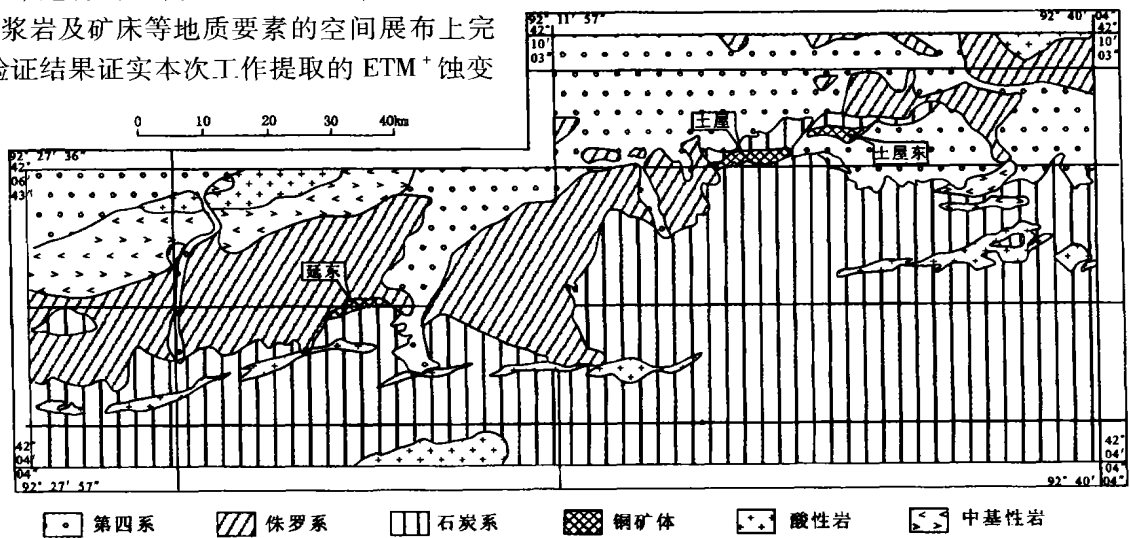 浆岩及矿床等地质要素的空间展布上完
验证结果证实本次工作提取的 ETM⁺ 蚀变
0 10 20 30 40km
92° 11′ 57″
92° 40′ 04
42°
10′
03″
42°
10′
03″
土屋
土屋东
92° 27′ 36″
42°
06′
43″
延东
42°
04′
04″
42°
04′
04″
92° 27′ 57″
92° 40′
第四系 侏罗系 石炭系 铜矿体 酸性岩 中基性岩